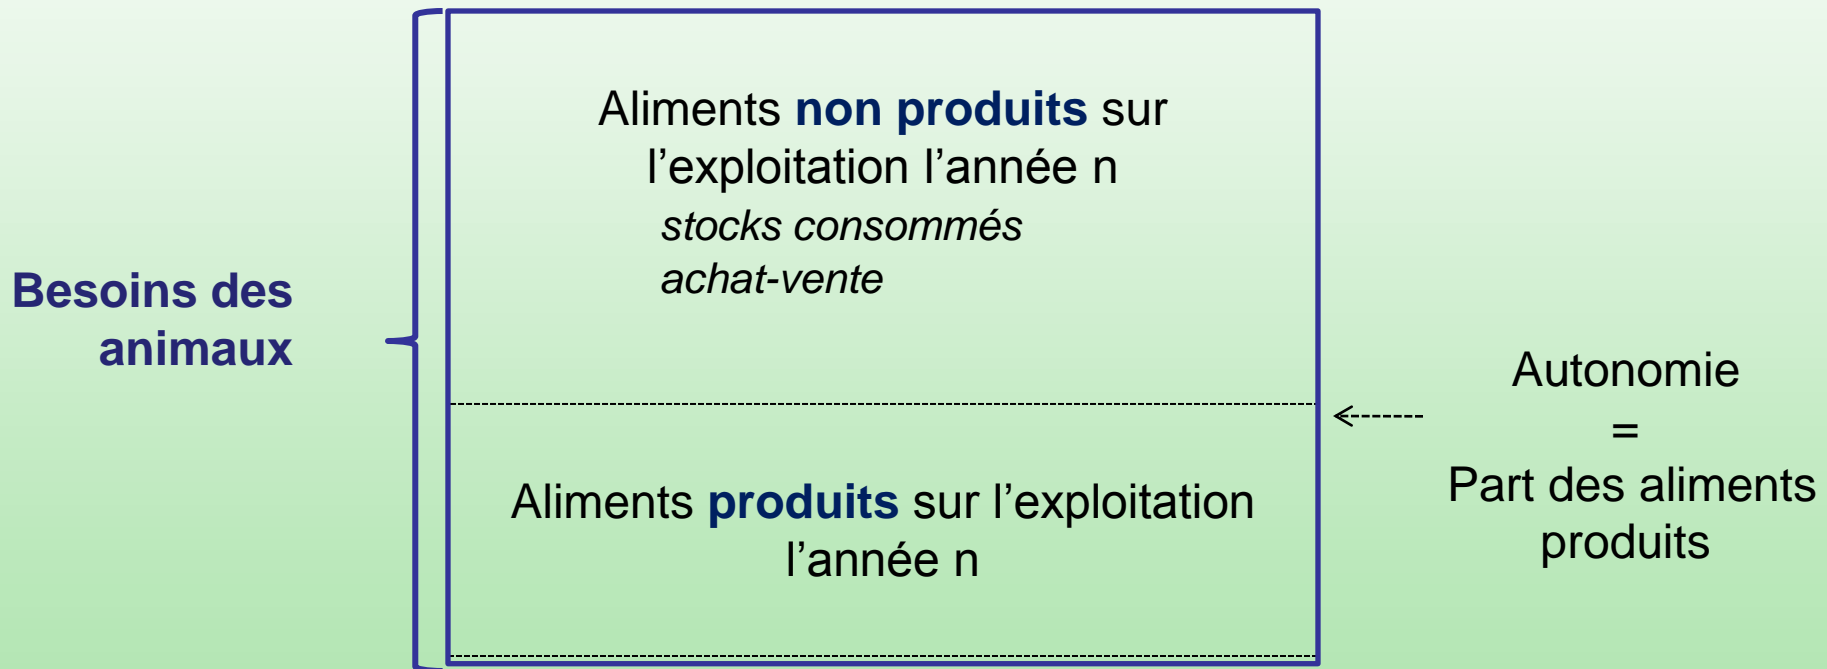 Aliments non produits sur
l’exploitation l’année n
stocks consommés
achat-vente
Besoins des
animaux
Autonomie
=
Part des aliments
produits
Aliments produits sur l’exploitation
l’année n